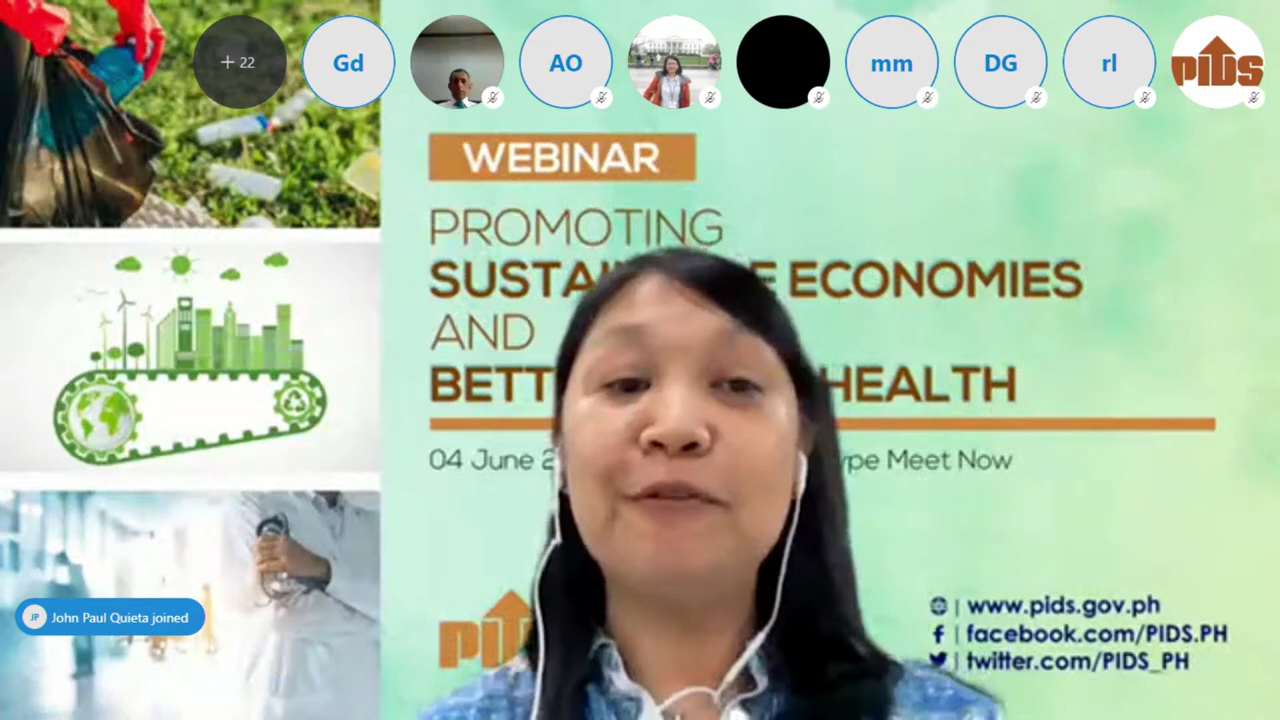 + 22
Gd
AO
mm
DG
rl
PIDS
WEBINAR
PROMOTING
ECONOMIES
AND
HEALTH
04 June
Meet Now
John Paul Quieta joined
JP
www.pids.gov.ph
facebook.com/PIDS.PH
twitter.com/PIDS_PH